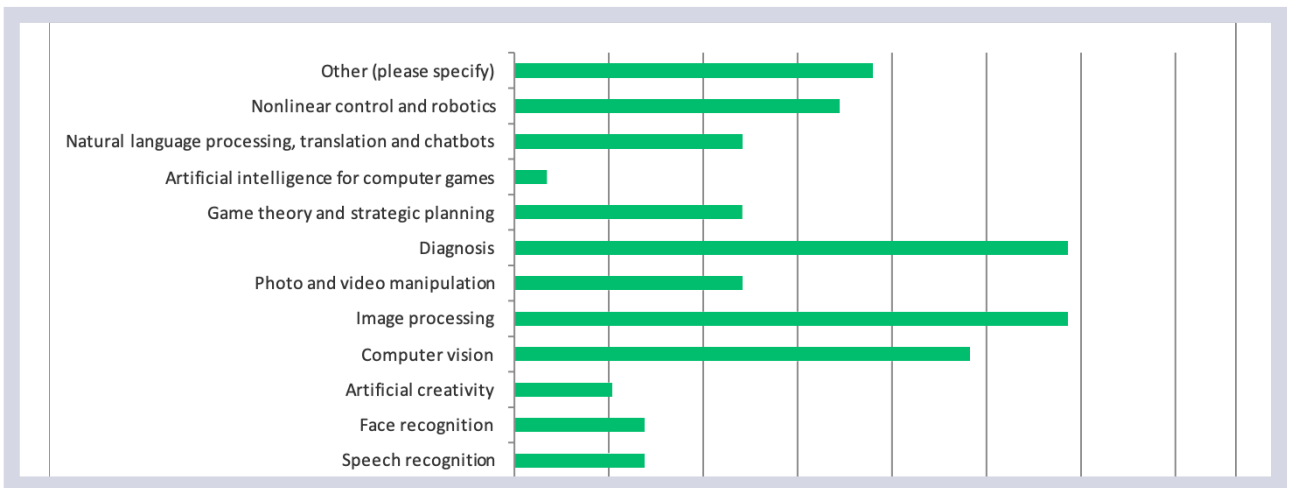 Other (please specify)
Nonlinear control and robotics
Natural language processing, translation and chatbots
Artificial intelligence for computer games
Game theory and strategic planning
Diagnosis
Photo and video manipulation
Image processing
Computer vision
Artificial creativity
Face recognition
Speech recognition